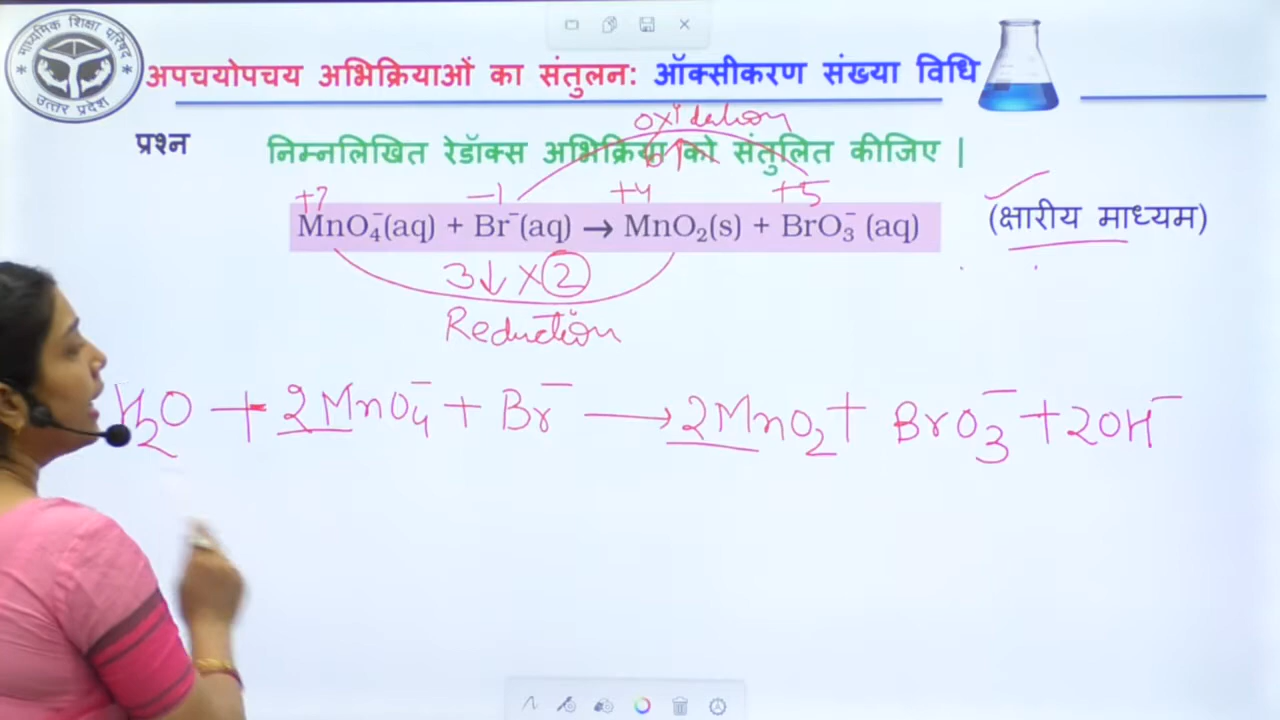 माध्यमिक शिक्षा परिषद
उत्तर प्रदेश
अपचयोपचय अभिक्रियाओं का संतुलन: ऑक्सीकरण संख्या विधि
oxidation
प्रश्न निम्नलिखित रेडॉक्स अभिक्रिया को संतुलित कीजिए |
6↑
+7 -1 +4 +5
MnO₄⁻(aq) + Br⁻(aq) → MnO₂(s) + BrO₃⁻ (aq) (क्षारीय माध्यम)
3↓ × 2
Reduction
H₂O + 2MnO₄⁻ + Br⁻ → 2MnO₂ + BrO₃⁻ + 2OH⁻